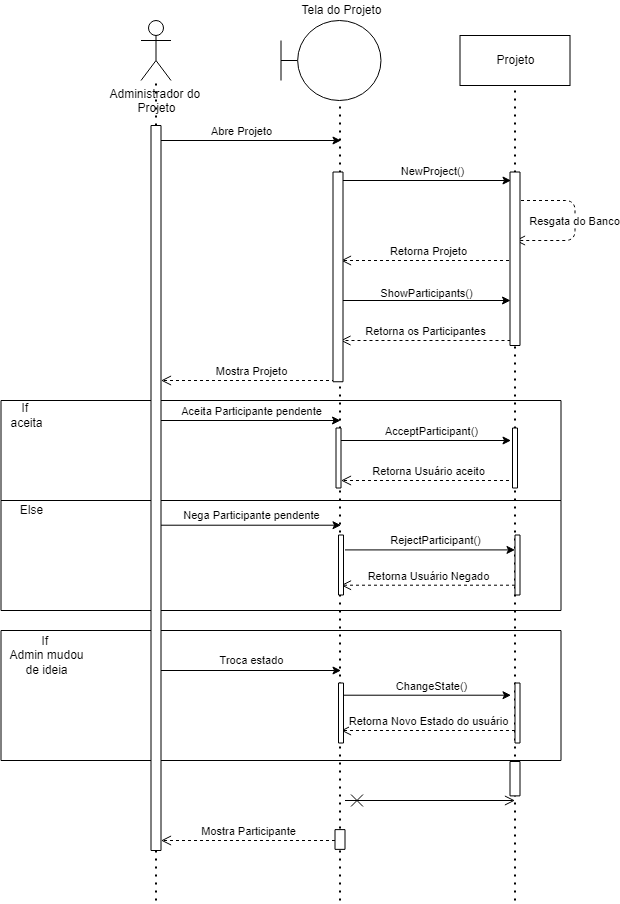 Tela do Projeto
Projeto
Administrador do
Projeto
Abre Projeto
NewProject()
Resgata do Banco
Retorna Projeto
ShowParticipants()
Retorna os Participantes
Mostra Projeto
If
aceita
Aceita Participante pendente
AcceptParticipant()
Retorna Usuário aceito
Else
Nega Participante pendente
RejectParticipant()
Retorna Usuário Negado
If
Admin mudou
de ideia
Troca estado
ChangeState()
Retorna Novo Estado do usuário
Mostra Participante